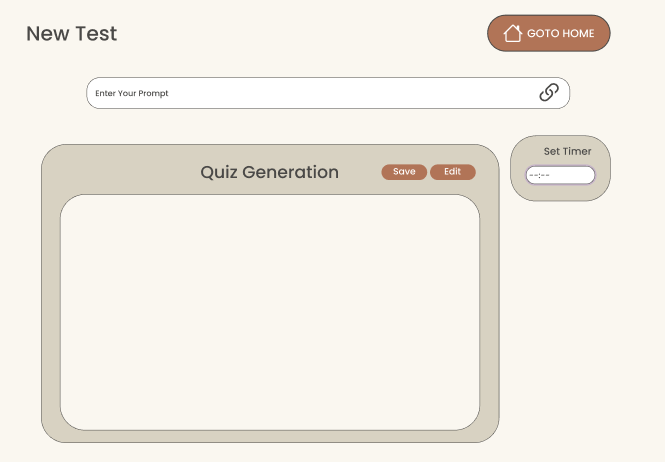 New Test
GOTO HOME
Enter Your Prompt
Set Timer
--:--
Quiz Generation
Save
Edit